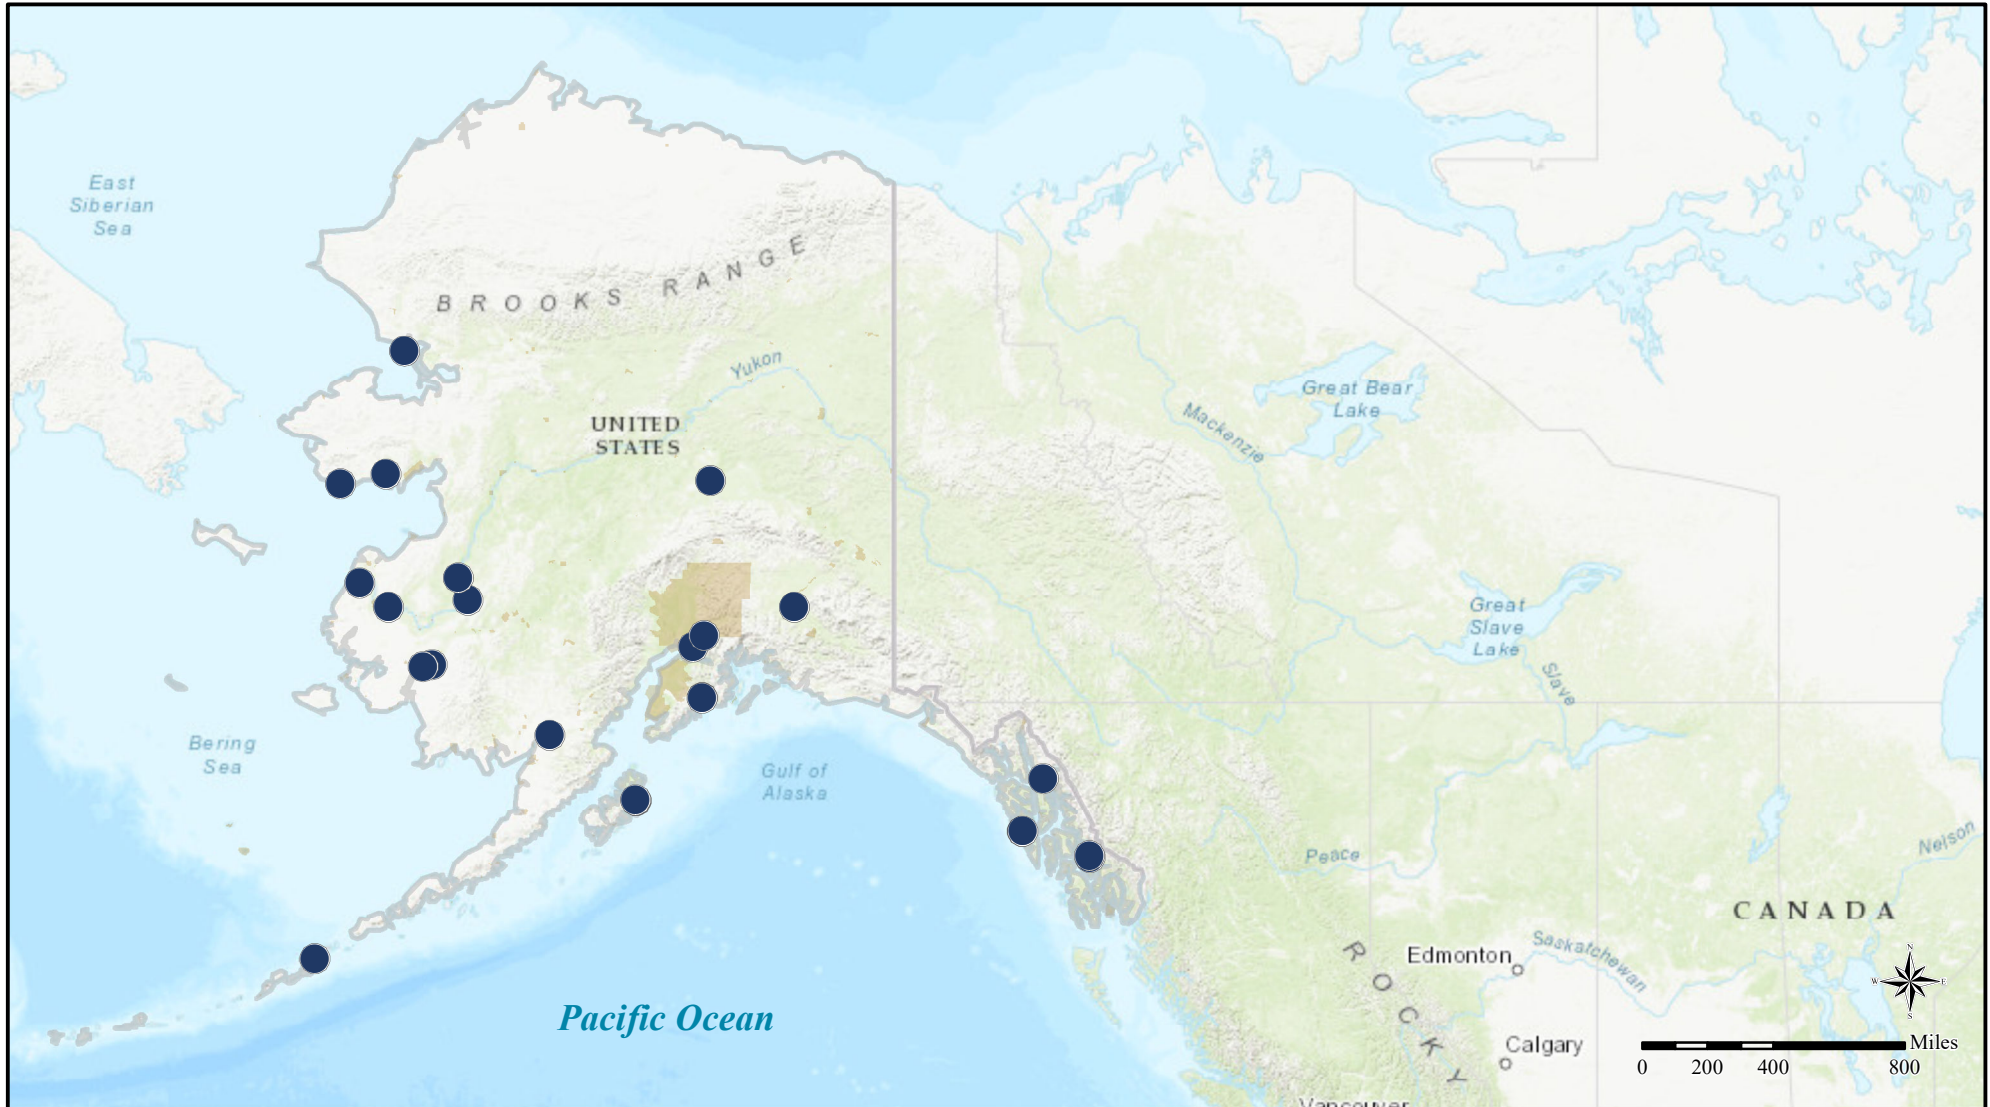 East
Siberian
Sea
BROOKS RANGE
Yukon
UNITED
STATES
Great Bear
Lake
Mackenzie
Great
Slave
Lake
Slave
Bering
Sea
Gulf of
Alaska
Peace
Nelson
CANADA
ROCKY
Edmonton
Saskatchewan
Pacific Ocean
Calgary
N
W E
S
Miles
0 200 400 800
Vancouver